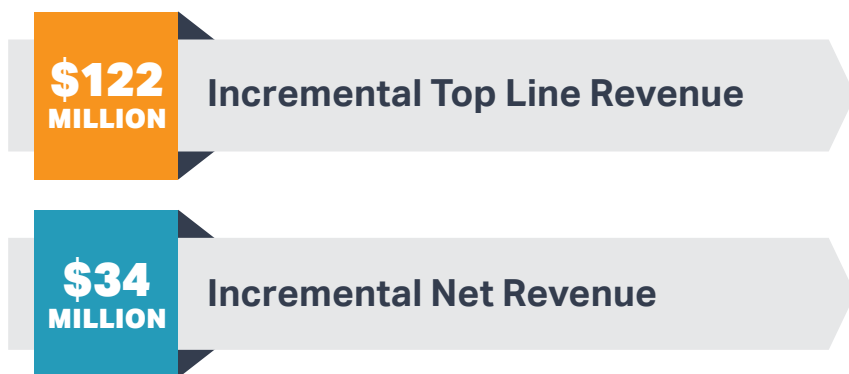 $122
MILLION
Incremental Top Line Revenue
$34
MILLION
Incremental Net Revenue